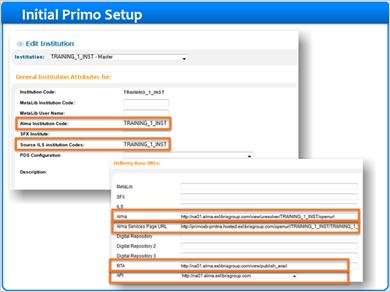 Initial Primo Setup
Edit Institution
Institution: TRAINING_1_INST - Master
General Institution Attributes for:
Institution Code: TRAINING_1_INST
MetaLib Institution Code:
MetaLib User Name:
Alma Institution Code: TRAINING_1_INST
SFX Institute:
Source ILS institution Codes: TRAINING_1_INST
PDS Configuration
Description:
Delivery Base URLs:
MetaLib
SFX
ILS
Alma http://na01.alma.exlibrisgroup.com/view/uresolver/TRAINING_1_INST/openurl
Alma Services Page URL http://primoab-pmtna.hosted.exlibrisgroup.com/openurl/TRAINING_1_INST/TRAINING_1_
Digital Repository
Digital Repository 2
Digital Repository 3
RTA http://na01.alma.exlibrisgroup.com/view/publish_avail
API http://na01.alma.exlibrisgroup.com